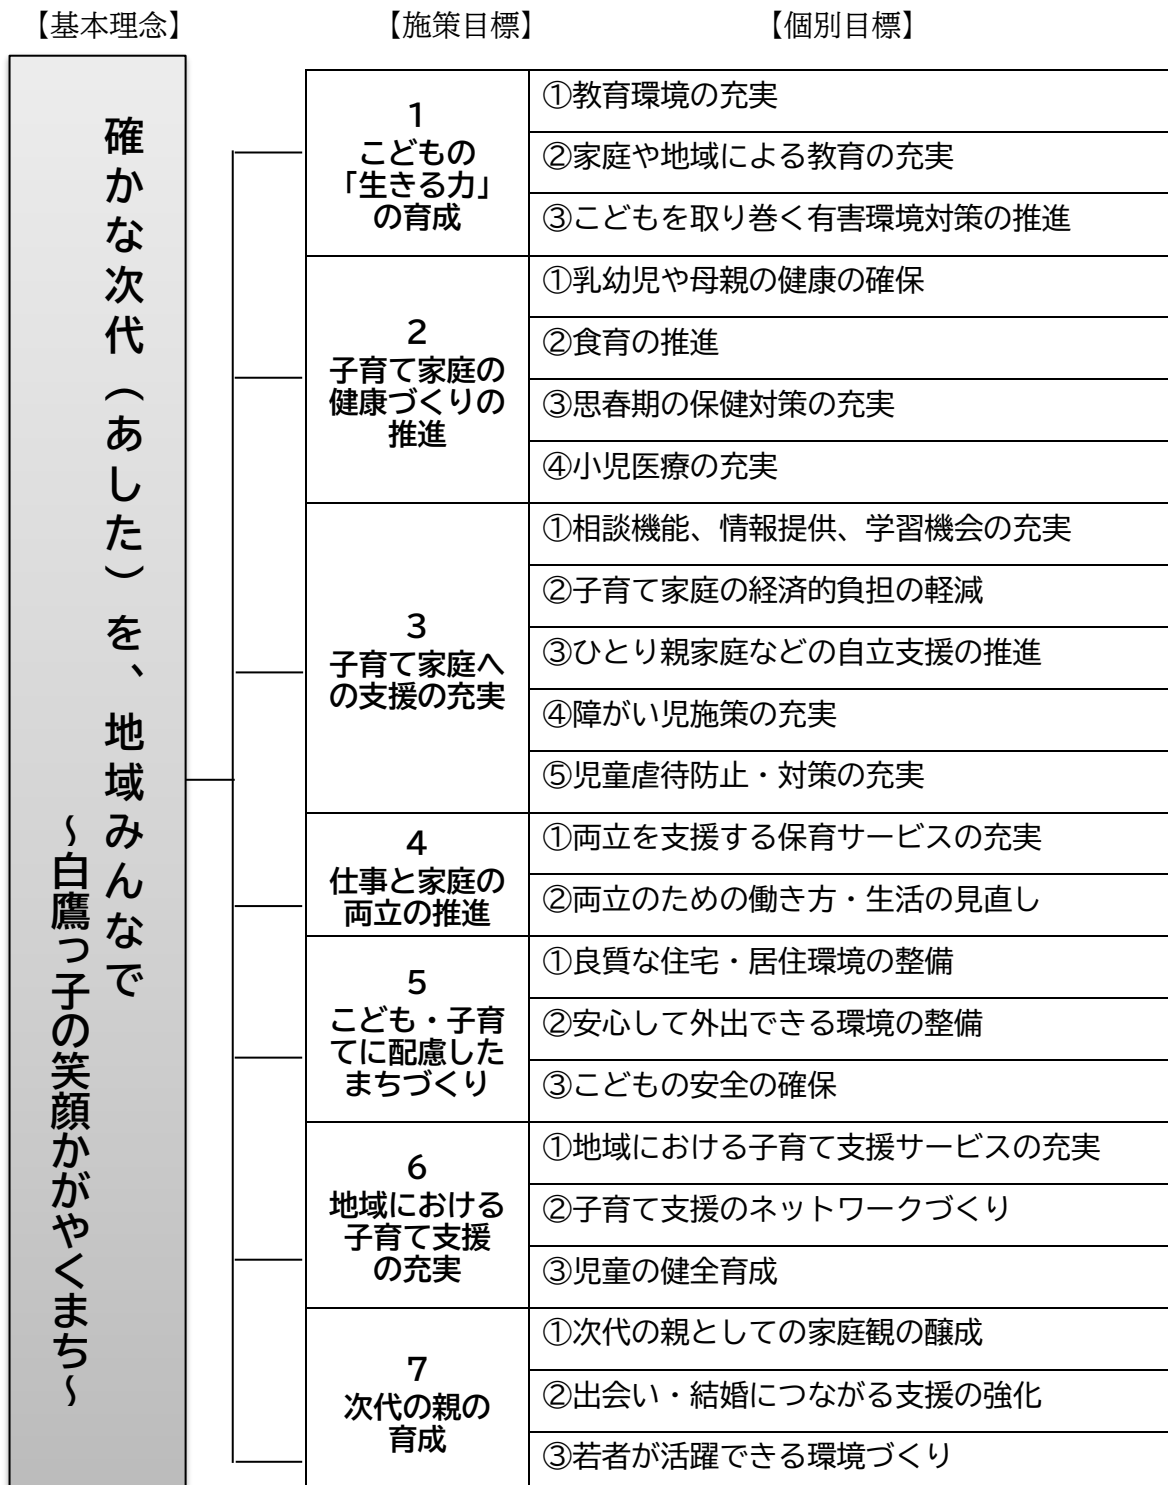 【基本理念】
【施策目標】
【個別目標】
確かな次代（あした）を、地域みんなで
～白鷹っ子の笑顔かがやくまち～
1
こどもの
「生きる力」
の育成
①教育環境の充実
②家庭や地域による教育の充実
③こどもを取り巻く有害環境対策の推進
2
子育て家庭の
健康づくりの
推進
①乳幼児や母親の健康の確保
②食育の推進
③思春期の保健対策の充実
④小児医療の充実
3
子育て家庭へ
の支援の充実
①相談機能、情報提供、学習機会の充実
②子育て家庭の経済的負担の軽減
③ひとり親家庭などの自立支援の推進
④障がい児施策の充実
⑤児童虐待防止・対策の充実
4
仕事と家庭の
両立の推進
①両立を支援する保育サービスの充実
②両立のための働き方・生活の見直し
5
こども・子育
てに配慮した
まちづくり
①良質な住宅・居住環境の整備
②安心して外出できる環境の整備
③こどもの安全の確保
6
地域における
子育て支援
の充実
①地域における子育て支援サービスの充実
②子育て支援のネットワークづくり
③児童の健全育成
7
次代の親の
育成
①次代の親としての家庭観の醸成
②出会い・結婚につながる支援の強化
③若者が活躍できる環境づくり